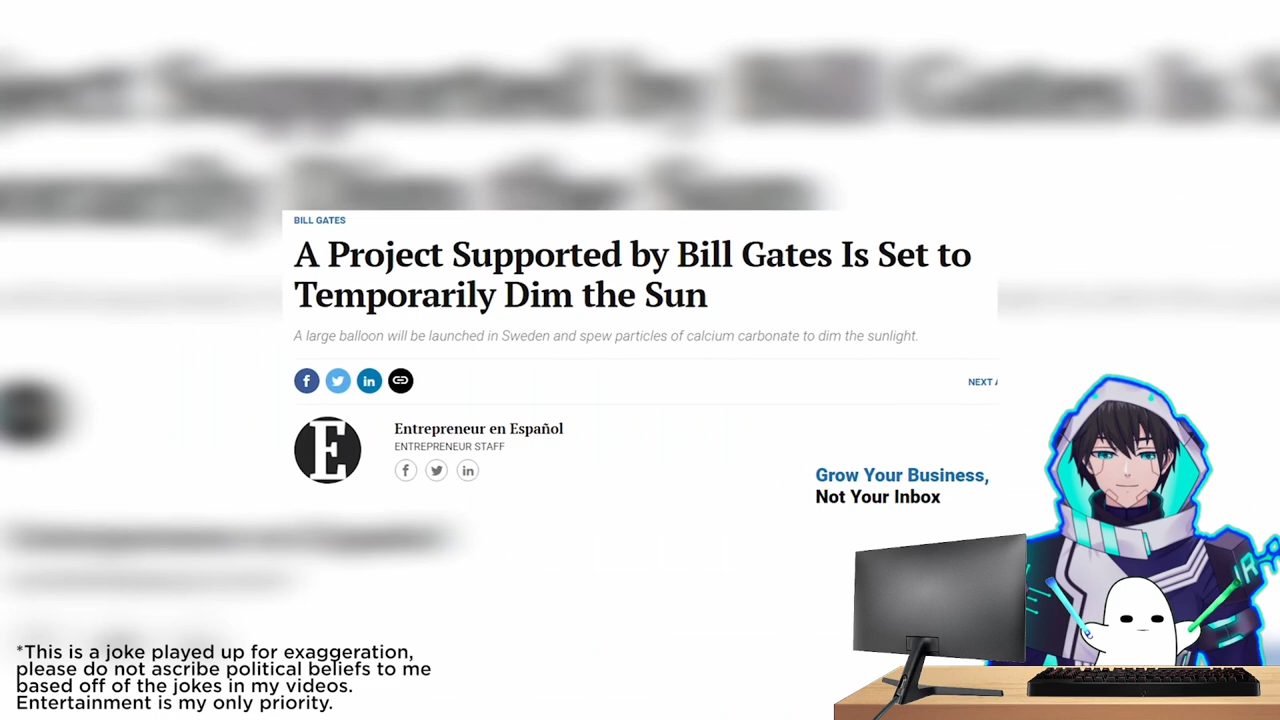 BILL GATES
A Project Supported by Bill Gates Is Set to
Temporarily Dim the Sun
A large balloon will be launched in Sweden and spew particles of calcium carbonate to dim the sunlight.
NEXT
E
Entrepreneur en Español
ENTREPRENEUR STAFF
Grow Your Business,
Not Your Inbox
*This is a joke played up for exaggeration,
please do not ascribe political beliefs to me
based off of the jokes in my videos.
Entertainment is my only priority.